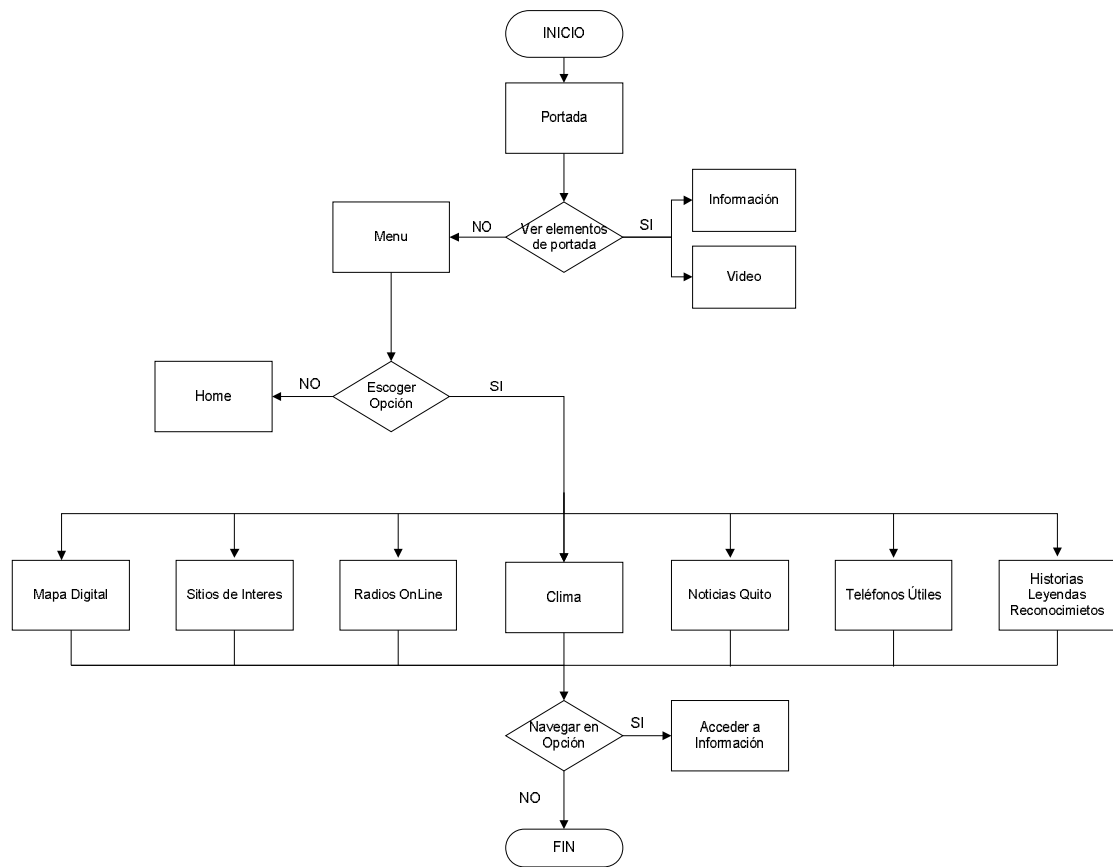 INICIO
Portada
Información
NO
Ver elementos
de portada
SI
Menu
Video
Home
NO
Escoger
Opción
SI
Mapa Digital
Sitios de Interes
Radios OnLine
Clima
Noticias Quito
Teléfonos Útiles
Historias
Leyendas
Reconocimietos
Navegar en
Opción
SI
Acceder a
Información
NO
FIN